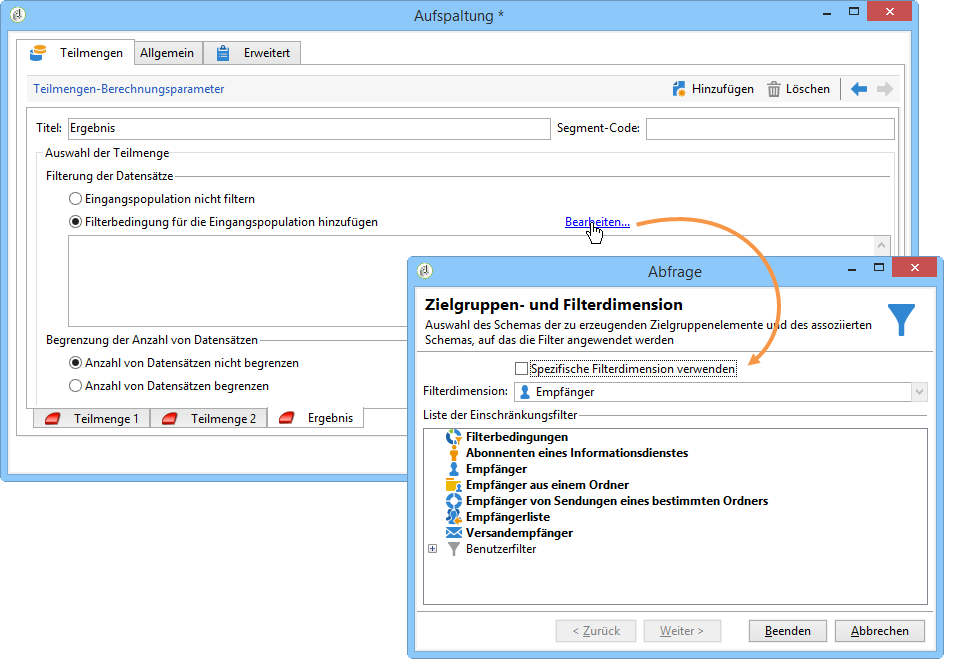 Aufspaltung *
Teilmengen
Allgemein
Erweitert
Teilmengen-Berechnungsparameter
Hinzufügen
Löschen
Titel: Ergebnis
Segment-Code:
Auswahl der Teilmenge
Filterung der Datensätze
Eingangspopulation nicht filtern
Filterbedingung für die Eingangspopulation hinzufügen
Bearbeiten...
Begrenzung der Anzahl von Datensätzen
Anzahl von Datensätzen nicht begrenzen
Anzahl von Datensätzen begrenzen
Teilmenge 1
Teilmenge 2
Ergebnis
Abfrage
Zielgruppen- und Filterdimension
Auswahl des Schemas der zu erzeugenden Zielgruppenelemente und des assoziierten
Schemas, auf das die Filter angewendet werden
Spezifische Filterdimension verwenden
Filterdimension: Empfänger
Liste der Einschränkungsfilter
Filterbedingungen
Abonnenten eines Informationsdienstes
Empfänger
Empfänger aus einem Ordner
Empfänger von Sendungen eines bestimmten Ordners
Empfängerliste
Versandempfänger
Benutzerfilter
< Zurück
Weiter >
Beenden
Abbrechen